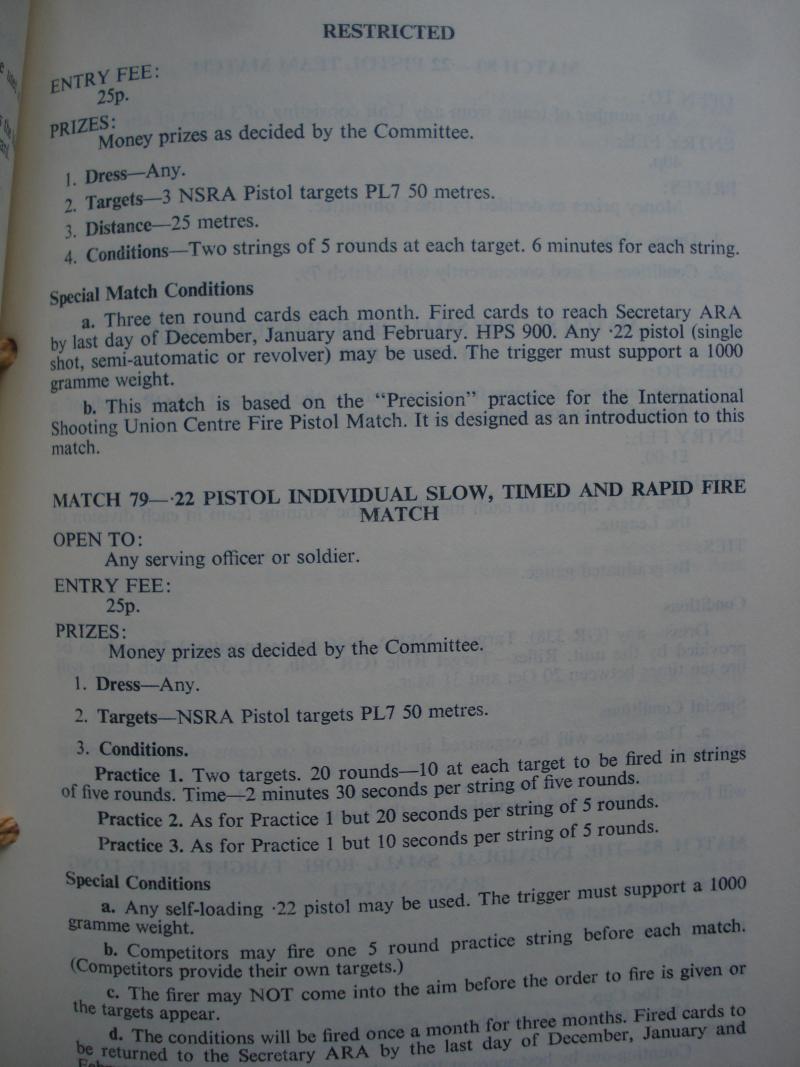 RESTRICTED
ENTRY FEE:
25p.
PRIZES:
Money prizes as decided by the Committee.
1. Dress—Any.
2. Targets—3 NSRA Pistol targets PL7 50 metres.
3. Distance—25 metres.
4. Conditions—Two strings of 5 rounds at each target. 6 minutes for each string.
Special Match Conditions
a. Three ten round cards each month. Fired cards to reach Secretary ARA
by last day of December, January and February. HPS 900. Any ·22 pistol (single
shot, semi-automatic or revolver) may be used. The trigger must support a 1000
gramme weight.
b. This match is based on the "Precision" practice for the International
Shooting Union Centre Fire Pistol Match. It is designed as an introduction to this
match.
MATCH 79—·22 PISTOL INDIVIDUAL SLOW, TIMED AND RAPID FIRE
MATCH
OPEN TO:
Any serving officer or soldier.
ENTRY FEE:
25p.
PRIZES:
Money prizes as decided by the Committee.
1. Dress—Any.
2. Targets—NSRA Pistol targets PL7 50 metres.
3. Conditions.
Practice 1. Two targets. 20 rounds—10 at each target to be fired in strings
of five rounds. Time—2 minutes 30 seconds per string of five rounds.
Practice 2. As for Practice 1 but 20 seconds per string of 5 rounds.
Practice 3. As for Practice 1 but 10 seconds per string of 5 rounds.
Special Conditions
a. Any self-loading ·22 pistol may be used. The trigger must support a 1000
gramme weight.
b. Competitors may fire one 5 round practice string before each match.
(Competitors provide their own targets.)
c. The firer may NOT come into the aim before the order to fire is given or
the targets appear.
d. The conditions will be fired once a month for three months. Fired cards to
be returned to the Secretary ARA by the last day of December, January and